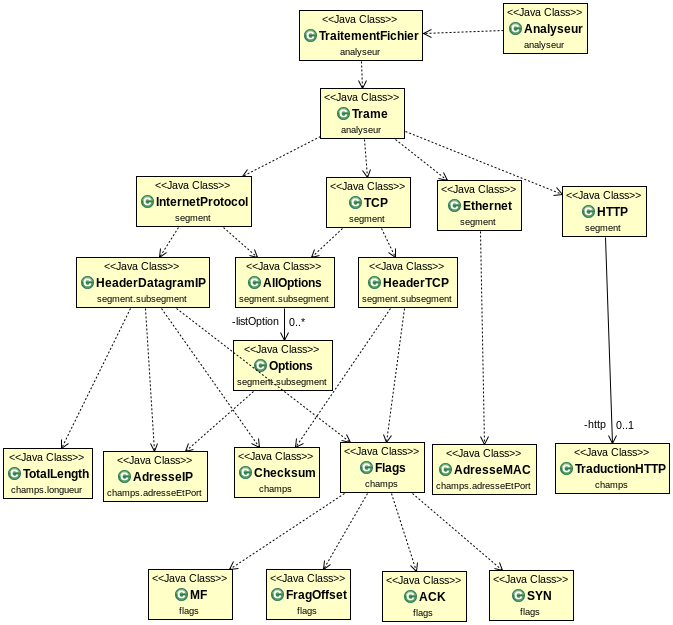 <<Java Class>>
TraitementFichier
analyseur
<<Java Class>>
Analyseur
analyseur
<<Java Class>>
Trame
analyseur
<<Java Class>>
InternetProtocol
segment
<<Java Class>>
TCP
segment
<<Java Class>>
Ethernet
segment
<<Java Class>>
HTTP
segment
<<Java Class>>
HeaderDatagramIP
segment.subsegment
<<Java Class>>
AllOptions
segment.subsegment
<<Java Class>>
HeaderTCP
segment.subsegment
-listOption 0..*
<<Java Class>>
Options
segment.subsegment
-http 0..1
<<Java Class>>
TotalLength
champs.longueur
<<Java Class>>
AdresseIP
champs.adresseEtPort
<<Java Class>>
Checksum
champs
<<Java Class>>
Flags
champs
<<Java Class>>
AdresseMAC
champs.adresseEtPort
<<Java Class>>
TraductionHTTP
champs
<<Java Class>>
MF
flags
<<Java Class>>
FragOffset
flags
<<Java Class>>
ACK
flags
<<Java Class>>
SYN
flags